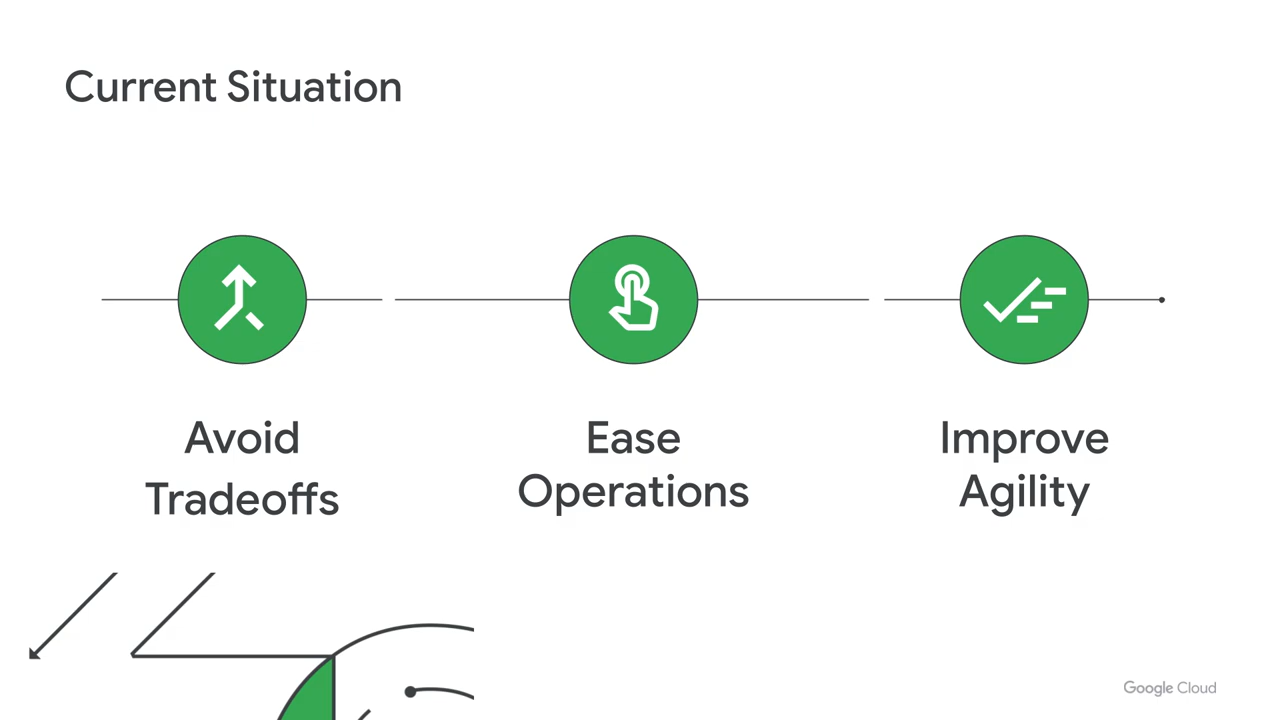 Current Situation
Avoid
Tradeoffs
Ease
Operations
Improve
Agility
Google Cloud